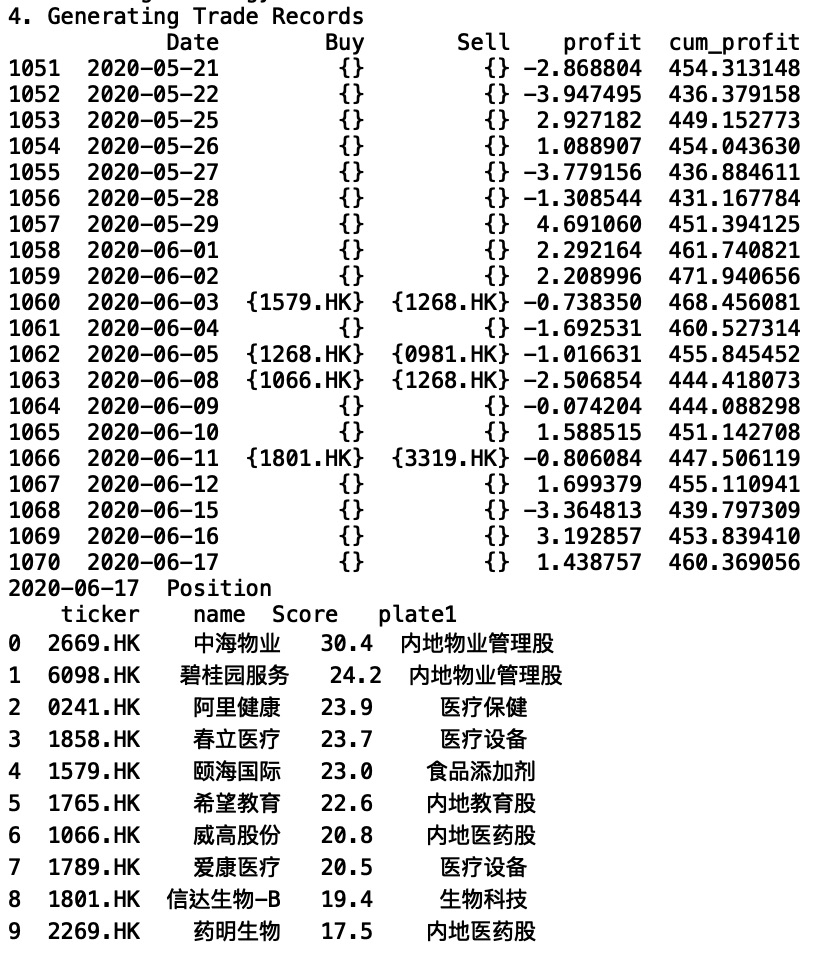 4. Generating Trade Records
Date Buy Sell profit cum_profit
1051 2020-05-21 {} {} -2.868804 454.313148
1052 2020-05-22 {} {} -3.947495 436.379158
1053 2020-05-25 {} {} 2.927182 449.152773
1054 2020-05-26 {} {} 1.088907 454.043630
1055 2020-05-27 {} {} -3.779156 436.884611
1056 2020-05-28 {} {} -1.308544 431.167784
1057 2020-05-29 {} {} 4.691060 451.394125
1058 2020-06-01 {} {} 2.292164 461.740821
1059 2020-06-02 {} {} 2.208996 471.940656
1060 2020-06-03 {1579.HK} {1268.HK} -0.738350 468.456081
1061 2020-06-04 {} {} -1.692531 460.527314
1062 2020-06-05 {1268.HK} {0981.HK} -1.016631 455.845452
1063 2020-06-08 {1066.HK} {1268.HK} -2.506854 444.418073
1064 2020-06-09 {} {} -0.074204 444.088298
1065 2020-06-10 {} {} 1.588515 451.142708
1066 2020-06-11 {1801.HK} {3319.HK} -0.806084 447.506119
1067 2020-06-12 {} {} 1.699379 455.110941
1068 2020-06-15 {} {} -3.364813 439.797309
1069 2020-06-16 {} {} 3.192857 453.839410
1070 2020-06-17 {} {} 1.438757 460.369056
2020-06-17 Position
ticker name Score plate1
0 2669.HK 中海物业 30.4 内地物业管理股
1 6098.HK 碧桂园服务 24.2 内地物业管理股
2 0241.HK 阿里健康 23.9 医疗保健
3 1858.HK 春立医疗 23.7 医疗设备
4 1579.HK 颐海国际 23.0 食品添加剂
5 1765.HK 希望教育 22.6 内地教育股
6 1066.HK 威高股份 20.8 内地医药股
7 1789.HK 爱康医疗 20.5 医疗设备
8 1801.HK 信达生物-B 19.4 生物科技
9 2269.HK 药明生物 17.5 内地医药股